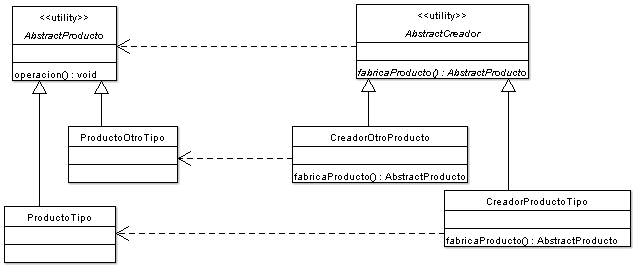 <<utility>>
AbstractProducto
operacion() : void
<<utility>>
AbstractCreador
fabricaProducto() : AbstractProducto
ProductoOtroTipo
CreadorOtroProducto
fabricaProducto() : AbstractProducto
ProductoTipo
CreadorProductoTipo
fabricaProducto() : AbstractProducto